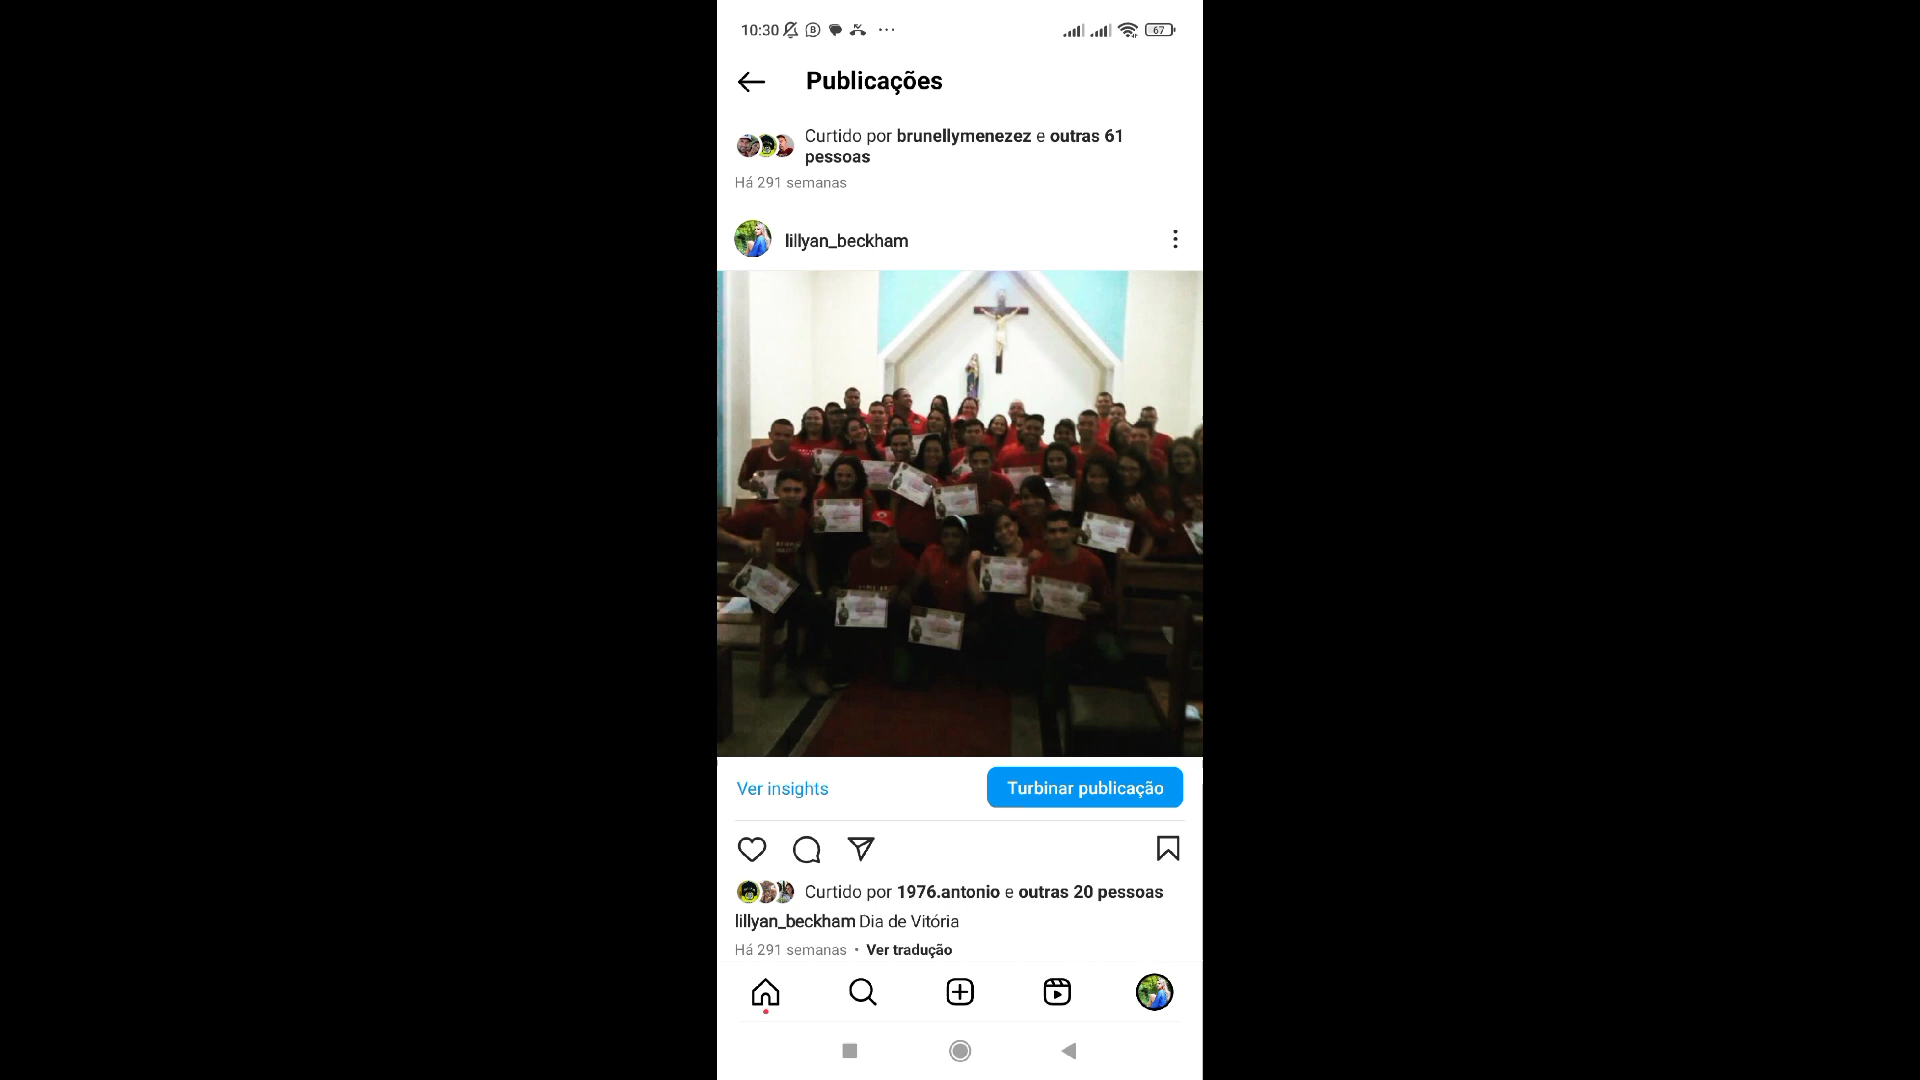 10:30
67
Publicações
Curtido por brunellymenezez e outras 61
pessoas
Há 291 semanas
lillyan_beckham
Ver insights
Turbinar publicação
Curtido por 1976.antonio e outras 20 pessoas
lillyan_beckham Dia de Vitória
Há 291 semanas • Ver tradução